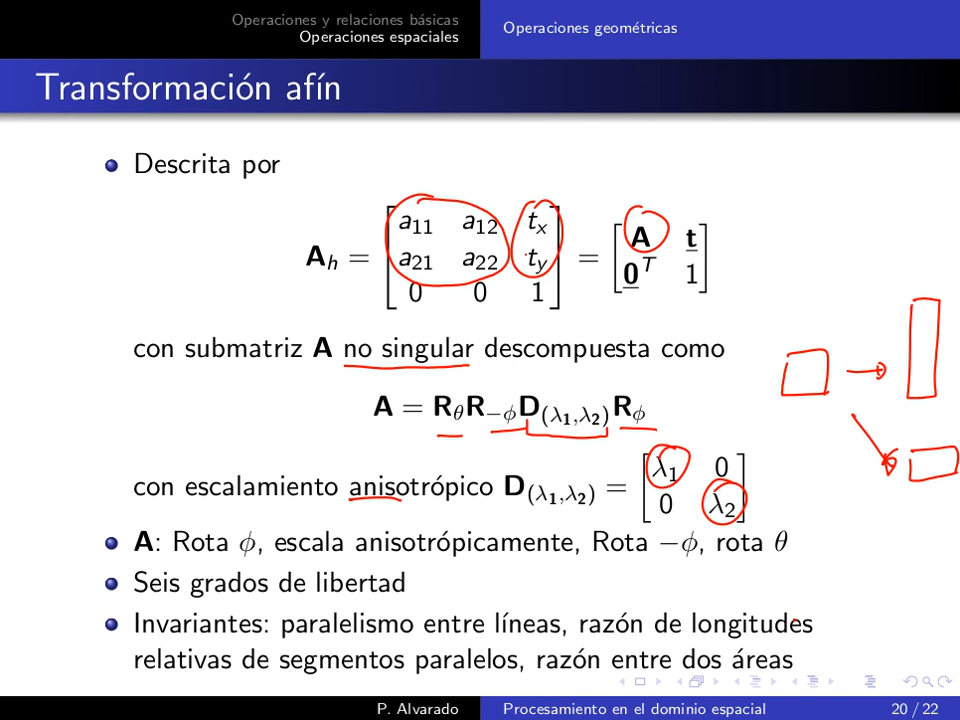 Operaciones y relaciones básicas
Operaciones espaciales
Operaciones geométricas
Transformación afín
Descrita por
A_h = [a₁₁ a₁₂ t_x; a₂₁ a₂₂ t_y; 0 0 1] = [A t; 0^T 1]
con submatriz A no singular descompuesta como
A = R_θ R_−ϕ D_(λ₁,λ₂) R_ϕ
con escalamiento anisotrópico D_(λ₁,λ₂) = [λ₁ 0; 0 λ₂]
A: Rota ϕ, escala anisotrópicamente, Rota −ϕ, rota θ
Seis grados de libertad
Invariantes: paralelismo entre líneas, razón de longitudes
relativas de segmentos paralelos, razón entre dos áreas
P. Alvarado
Procesamiento en el dominio espacial
20 / 22